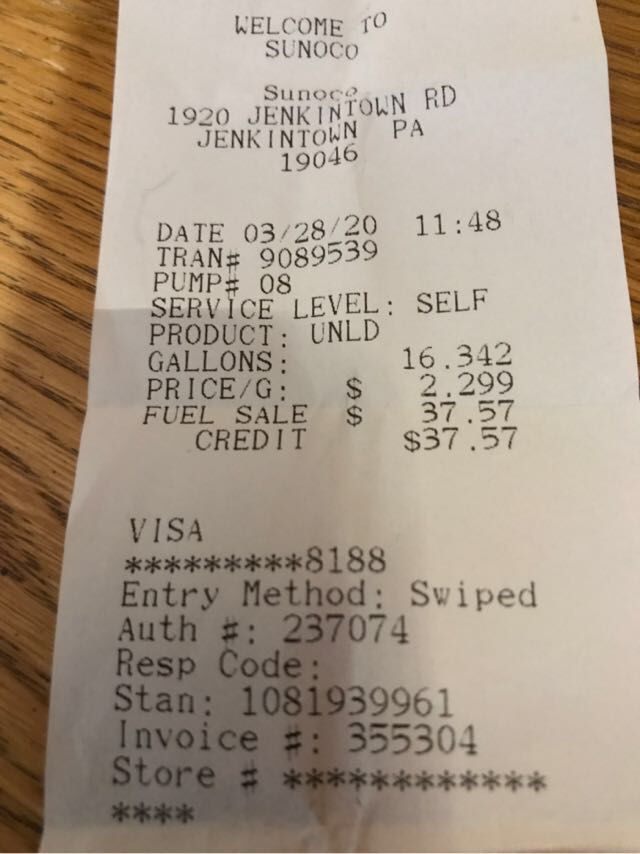 WELCOME TO
SUNOCO
Sunoco
1920 JENKINTOWN RD
JENKINTOWN PA
19046
DATE 03/28/20 11:48
TRAN# 9089539
PUMP# 08
SERVICE LEVEL: SELF
PRODUCT: UNLD
GALLONS: 16.342
PRICE/G: $ 2.299
FUEL SALE $ 37.57
CREDIT $37.57
VISA
*********8188
Entry Method: Swiped
Auth #: 237074
Resp Code:
Stan: 1081939961
Invoice #: 355304
Store # ************
****